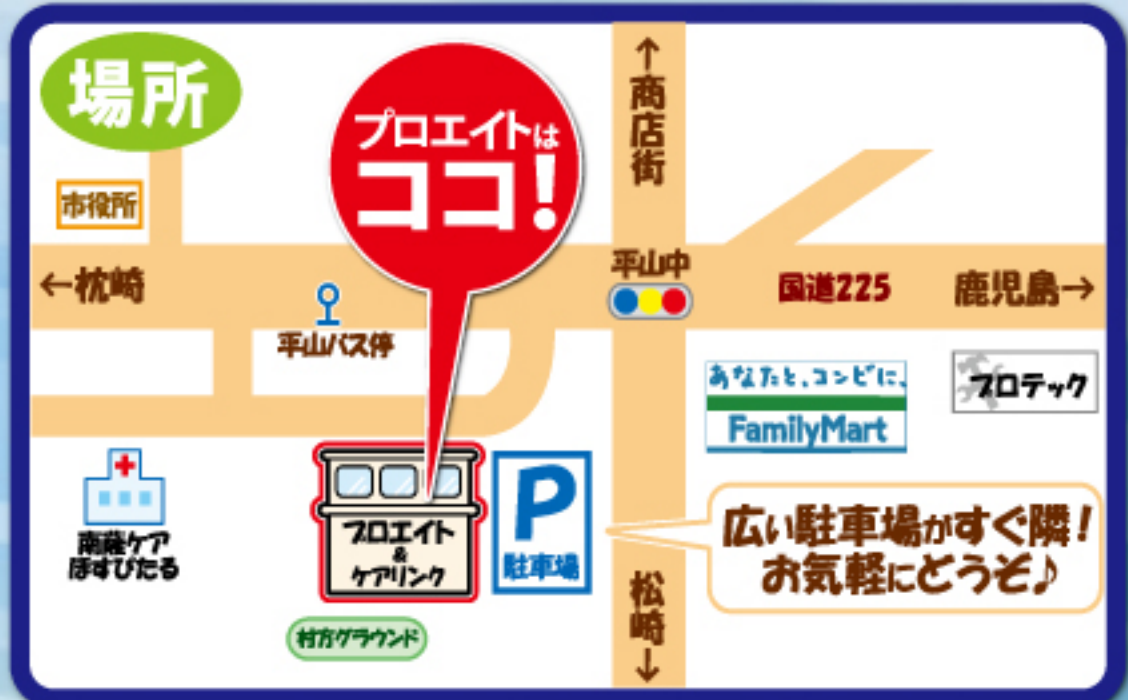 場所
プロエイトは
ココ!
↑商店街
市役所
←枕崎
平山バス停
平山中
国道225
鹿児島→
あなたと、コンビに、
FamilyMart
プロテック
南薩ケア
ほすぴたる
プロエイト
&
ケアリンク
P
駐車場
広い駐車場がすぐ隣!
お気軽にどうぞ♪
松崎↓
村方グラウンド